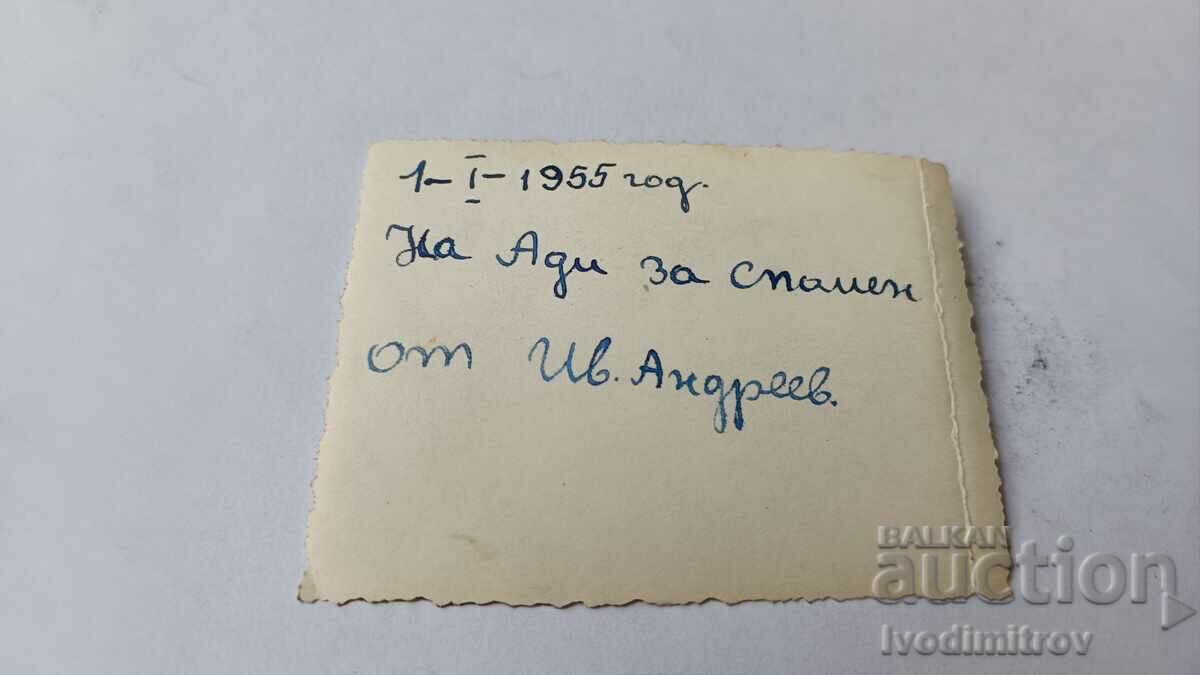 1-I-1955 год.
На Ади за спомен
от Ив. Андреев.
BALKAN
auction
Ivodimitrov